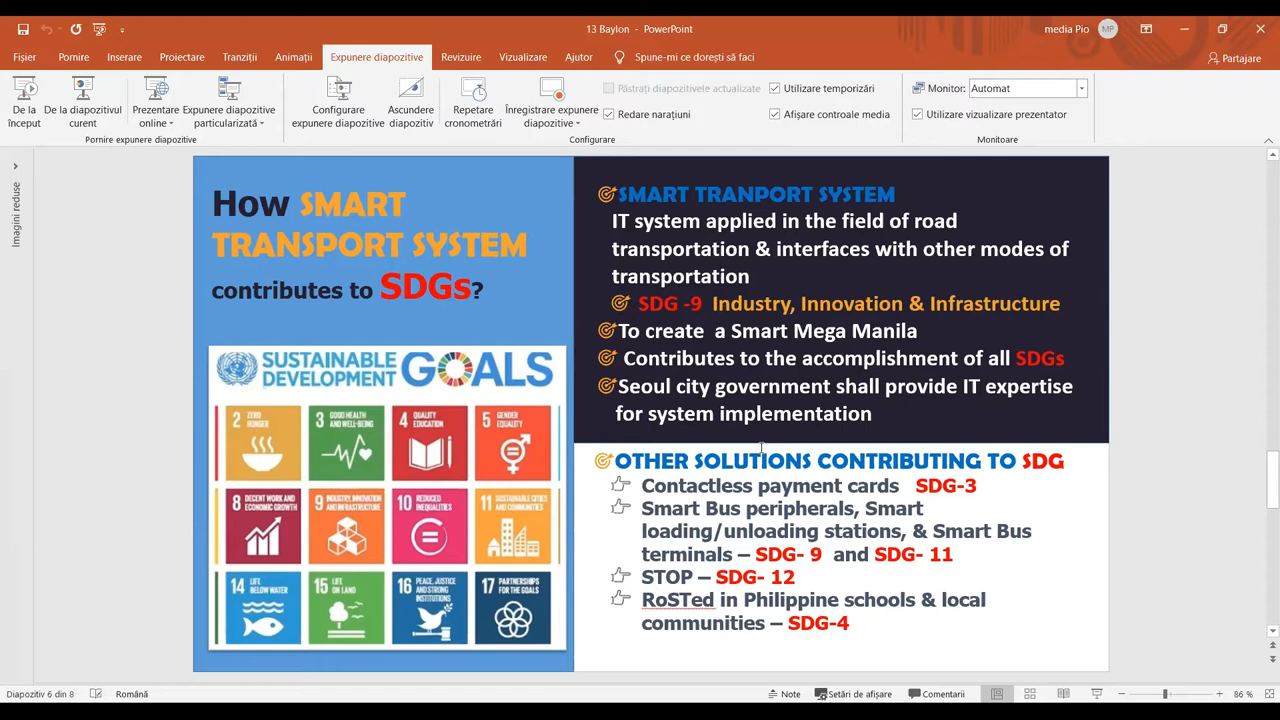 13 Baylon - PowerPoint
media Pio
MP
Fișier
Pornire
Inserare
Proiectare
Tranziții
Animații
Expunere diapozitive
Revizuire
Vizualizare
Ajutor
Spune-mi ce dorești să faci
Partajare
De la început
De la diapozitivul curent
Prezentare online
Expunere diapozitive particularizată
Configurare expunere diapozitive
Ascundere diapozitiv
Repetare cronometrări
Înregistrare expunere diapozitive
Păstrați diapozitivele actualizate
Redare narațiuni
Utilizare temporizări
Afișare controale media
Monitor:
Automat
Utilizare vizualizare prezentator
Pornire expunere diapozitive
Configurare
Monitoare
Imagini reduse
How SMART
TRANSPORT SYSTEM
contributes to SDGs?
SUSTAINABLE
DEVELOPMENT
GOALS
2 ZERO HUNGER
3 GOOD HEALTH AND WELL-BEING
4 QUALITY EDUCATION
5 GENDER EQUALITY
8 DECENT WORK AND ECONOMIC GROWTH
9 INDUSTRY, INNOVATION AND INFRASTRUCTURE
10 REDUCED INEQUALITIES
11 SUSTAINABLE CITIES AND COMMUNITIES
14 LIFE BELOW WATER
15 LIFE ON LAND
16 PEACE, JUSTICE AND STRONG INSTITUTIONS
17 PARTNERSHIPS FOR THE GOALS
SMART TRANPORT SYSTEM
IT system applied in the field of road
transportation & interfaces with other modes of
transportation
SDG -9 Industry, Innovation & Infrastructure
To create a Smart Mega Manila
Contributes to the accomplishment of all SDGs
Seoul city government shall provide IT expertise
for system implementation
OTHER SOLUTIONS CONTRIBUTING TO SDG
Contactless payment cards SDG-3
Smart Bus peripherals, Smart
loading/unloading stations, & Smart Bus
terminals – SDG- 9 and SDG- 11
STOP – SDG- 12
RoSTed in Philippine schools & local
communities – SDG-4
Diapozitiv 6 din 8
Română
Note
Setări de afișare
Comentarii
86 %